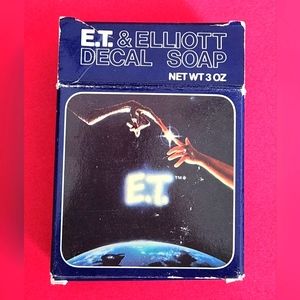 E.T. & ELLIOTT
DECAL SOAP
NET WT 3 OZ
E.T.